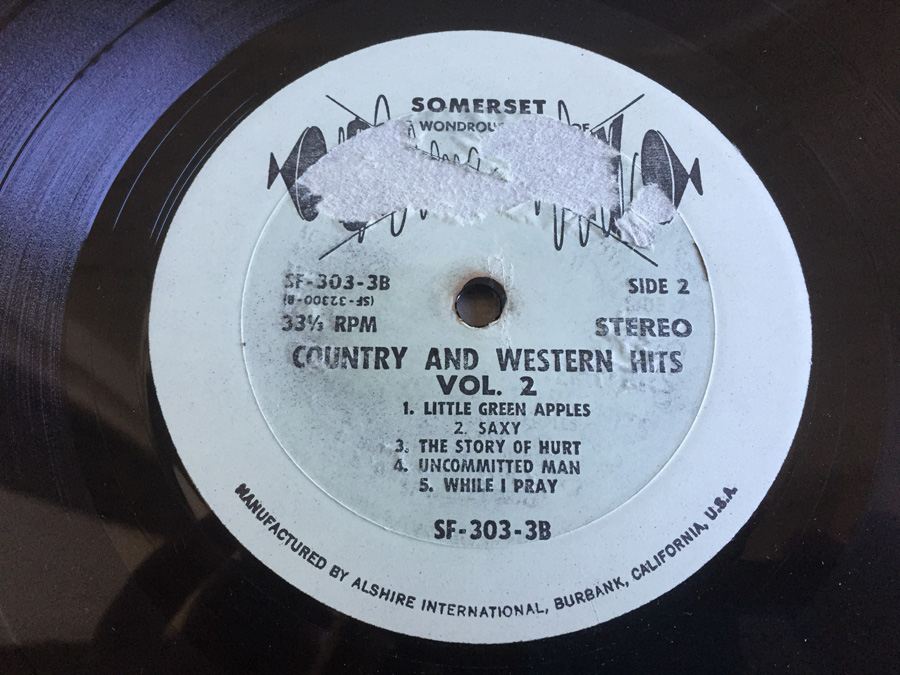 SOMERSET
WONDROU OF
SF-303-3B
SIDE 2
(SF-32300-B)
33⅓ RPM
STEREO
COUNTRY AND WESTERN HITS
VOL. 2
1. LITTLE GREEN APPLES
2. SAXY
3. THE STORY OF HURT
4. UNCOMMITTED MAN
5. WHILE I PRAY
SF-303-3B
MANUFACTURED BY ALSHIRE INTERNATIONAL, BURBANK, CALIFORNIA, U.S.A.